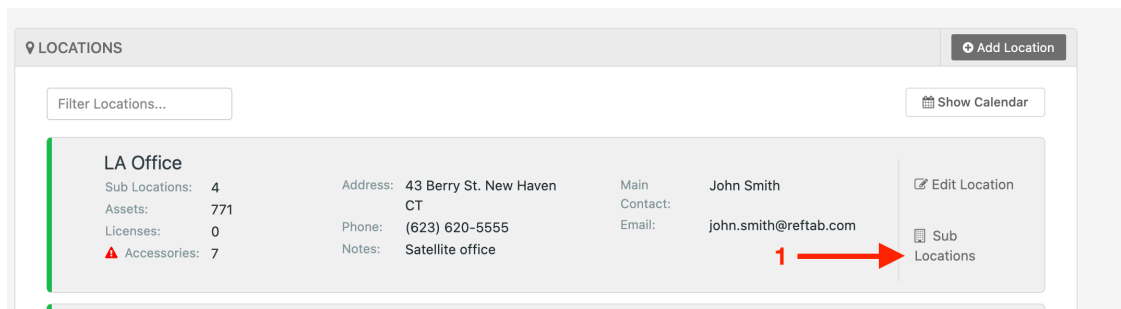 LOCATIONS
Add Location
Filter Locations...
Show Calendar
LA Office
Sub Locations: 4
Assets: 771
Licenses: 0
Accessories: 7
Address: 43 Berry St. New Haven
CT
Phone: (623) 620-5555
Notes: Satellite office
Main John Smith
Contact:
Email: john.smith@reftab.com
Edit Location
Sub
Locations
1